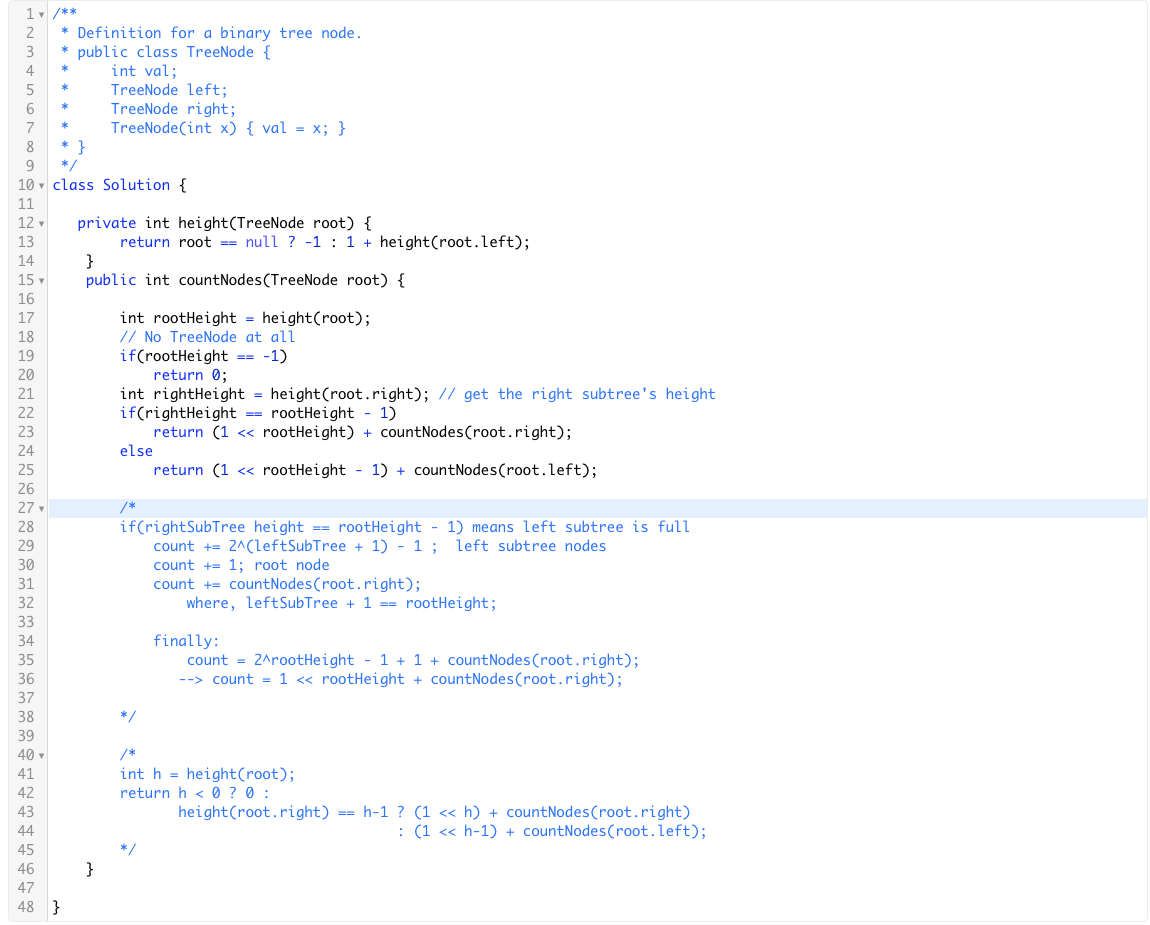 1 /**
2  * Definition for a binary tree node.
3  * public class TreeNode {
4  *     int val;
5  *     TreeNode left;
6  *     TreeNode right;
7  *     TreeNode(int x) { val = x; }
8  * }
9  */
10 class Solution {
11
12    private int height(TreeNode root) {
13         return root == null ? -1 : 1 + height(root.left);
14     }
15     public int countNodes(TreeNode root) {
16
17         int rootHeight = height(root);
18         // No TreeNode at all
19         if(rootHeight == -1)
20             return 0;
21         int rightHeight = height(root.right); // get the right subtree's height
22         if(rightHeight == rootHeight - 1)
23             return (1 << rootHeight) + countNodes(root.right);
24         else
25             return (1 << rootHeight - 1) + countNodes(root.left);
26
27         /*
28         if(rightSubTree height == rootHeight - 1) means left subtree is full
29             count += 2^(leftSubTree + 1) - 1 ;  left subtree nodes
30             count += 1; root node
31             count += countNodes(root.right);
32                 where, leftSubTree + 1 == rootHeight;
33
34             finally:
35                 count = 2^rootHeight - 1 + 1 + countNodes(root.right);
36                --> count = 1 << rootHeight + countNodes(root.right);
37
38         */
39
40         /*
41         int h = height(root);
42         return h < 0 ? 0 :
43                height(root.right) == h-1 ? (1 << h) + countNodes(root.right)
44                                          : (1 << h-1) + countNodes(root.left);
45         */
46     }
47
48 }